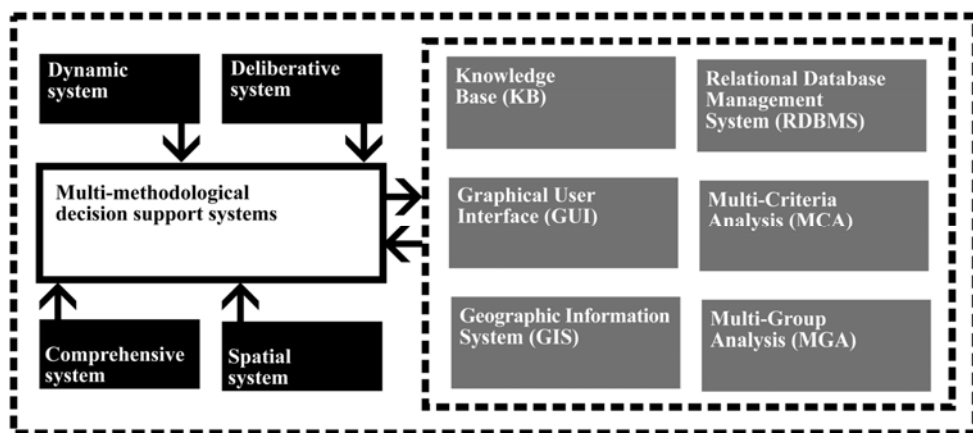 Dynamic
system
Deliberative
system
Multi-methodological
decision support systems
Comprehensive
system
Spatial
system
Knowledge
Base (KB)
Relational Database
Management
System (RDBMS)
Graphical User
Interface (GUI)
Multi-Criteria
Analysis (MCA)
Geographic Information
System (GIS)
Multi-Group
Analysis (MGA)